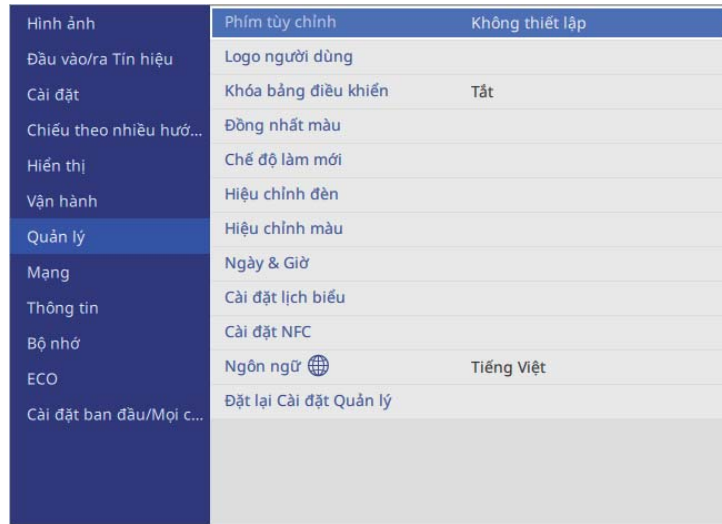 Hình ảnh
Đầu vào/ra Tín hiệu
Cài đặt
Chiếu theo nhiều hướ...
Hiển thị
Vận hành
Quản lý
Mạng
Thông tin
Bộ nhớ
ECO
Cài đặt ban đầu/Mọi c...
Phím tùy chỉnh Không thiết lập
Logo người dùng
Khóa bảng điều khiển Tắt
Đồng nhất màu
Chế độ làm mới
Hiệu chỉnh đèn
Hiệu chỉnh màu
Ngày & Giờ
Cài đặt lịch biểu
Cài đặt NFC
Ngôn ngữ Tiếng Việt
Đặt lại Cài đặt Quản lý